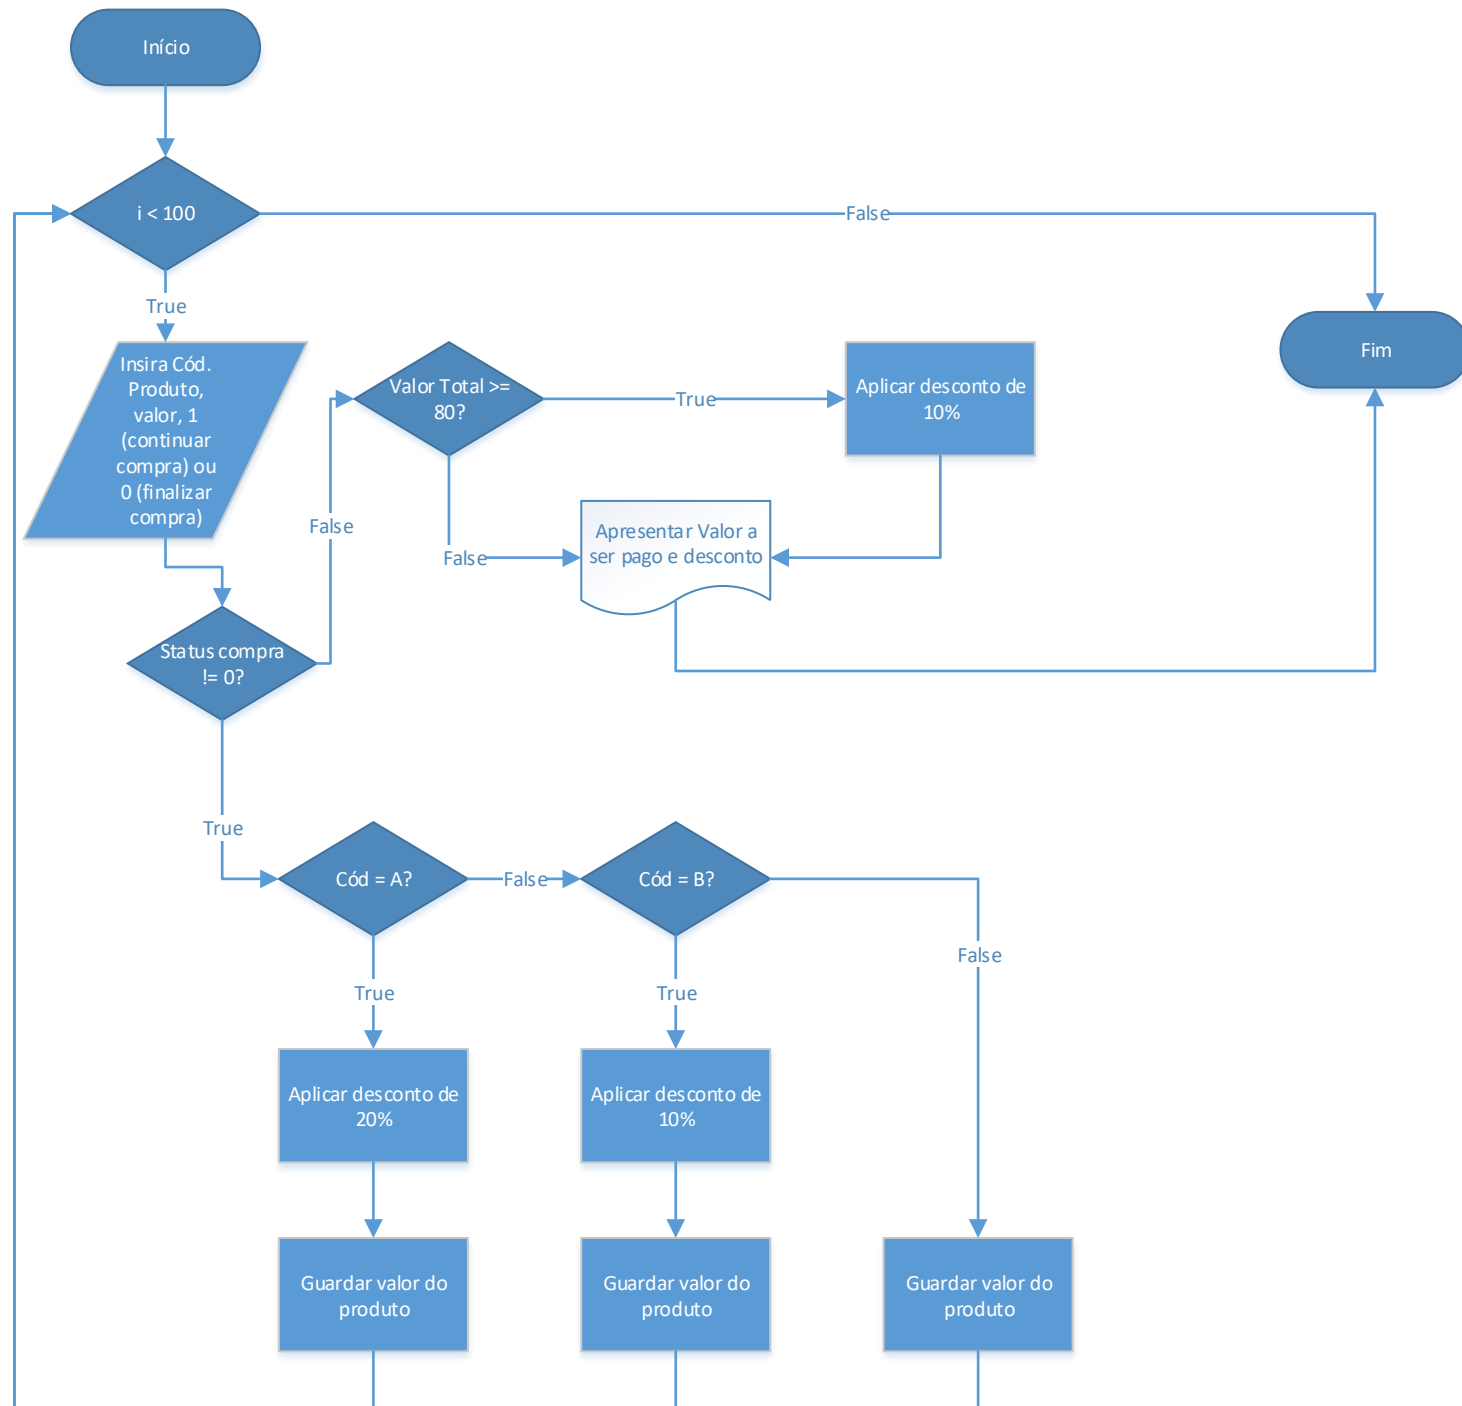 Início
i < 100
False
True
Insira Cód.
Produto,
valor, 1
(continuar
compra) ou
0 (finalizar
compra)
Valor Total >=
80?
True
Aplicar desconto de
10%
Fim
False
False
Apresentar Valor a
ser pago e desconto
Status compra
!= 0?
True
Cód = A?
False
Cód = B?
False
True
True
Aplicar desconto de
20%
Aplicar desconto de
10%
Guardar valor do
produto
Guardar valor do
produto
Guardar valor do
produto